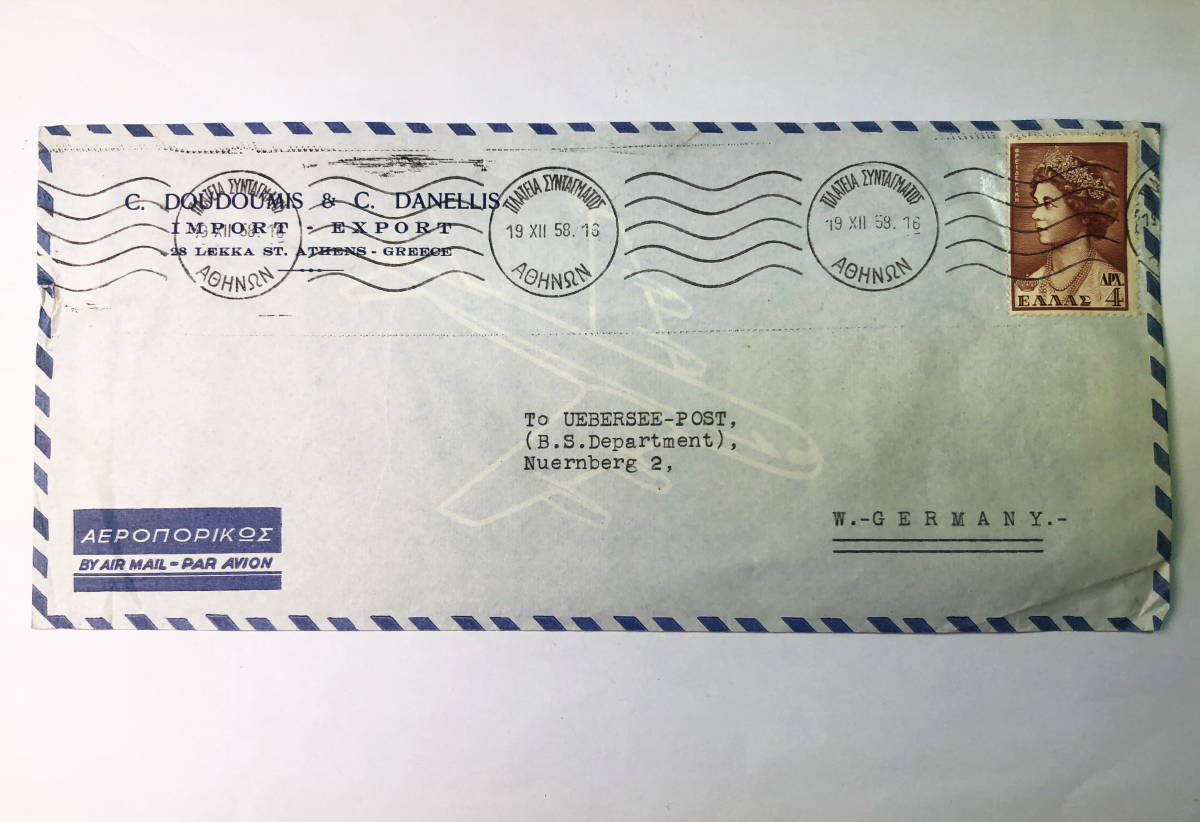 C. DOUDOUMIS & C. DANELLIS
IMPORT - EXPORT
28 LEKKA ST. ATHENS - GREECE
ΠΛΑΤΕΙΑ ΣΥΝΤΑΓΜΑΤΟΣ
19 XII 58. 16
ΑΘΗΝΩΝ
ΠΛΑΤΕΙΑ ΣΥΝΤΑΓΜΑΤΟΣ
19 XII 58. 16
ΑΘΗΝΩΝ
ΠΛΑΤΕΙΑ ΣΥΝΤΑΓΜΑΤΟΣ
19 XII 58. 16
ΑΘΗΝΩΝ
19
ΔΡΧ.
ΕΛΛΑΣ 4
To UEBERSEE-POST,
(B.S.Department),
Nuernberg 2,
W.-GERMANY.-
ΑΕΡΟΠΟΡΙΚΩΣ
BY AIR MAIL - PAR AVION